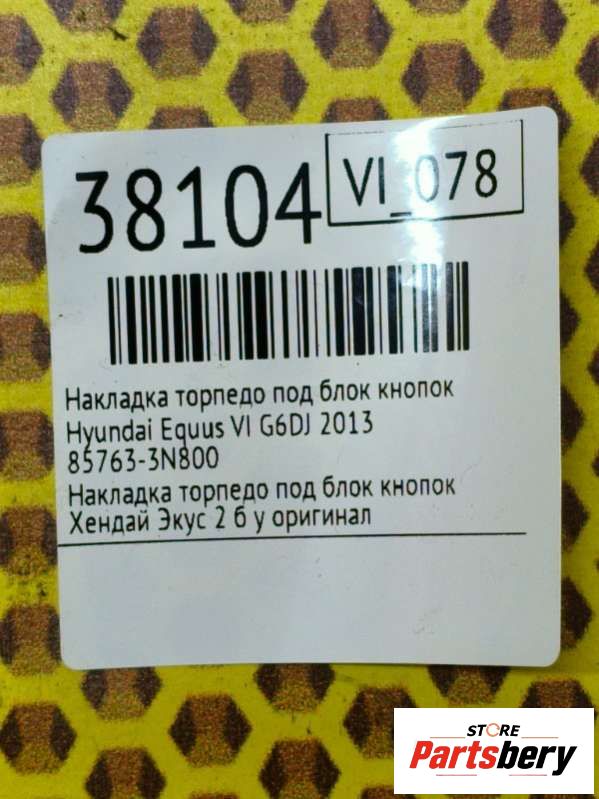 38104
VI_078
Накладка торпедо под блок кнопок
Hyundai Equus VI G6DJ 2013
85763-3N800
Накладка торпедо под блок кнопок
Хендай Экус 2 б у оригинал
STORE
Partsbery